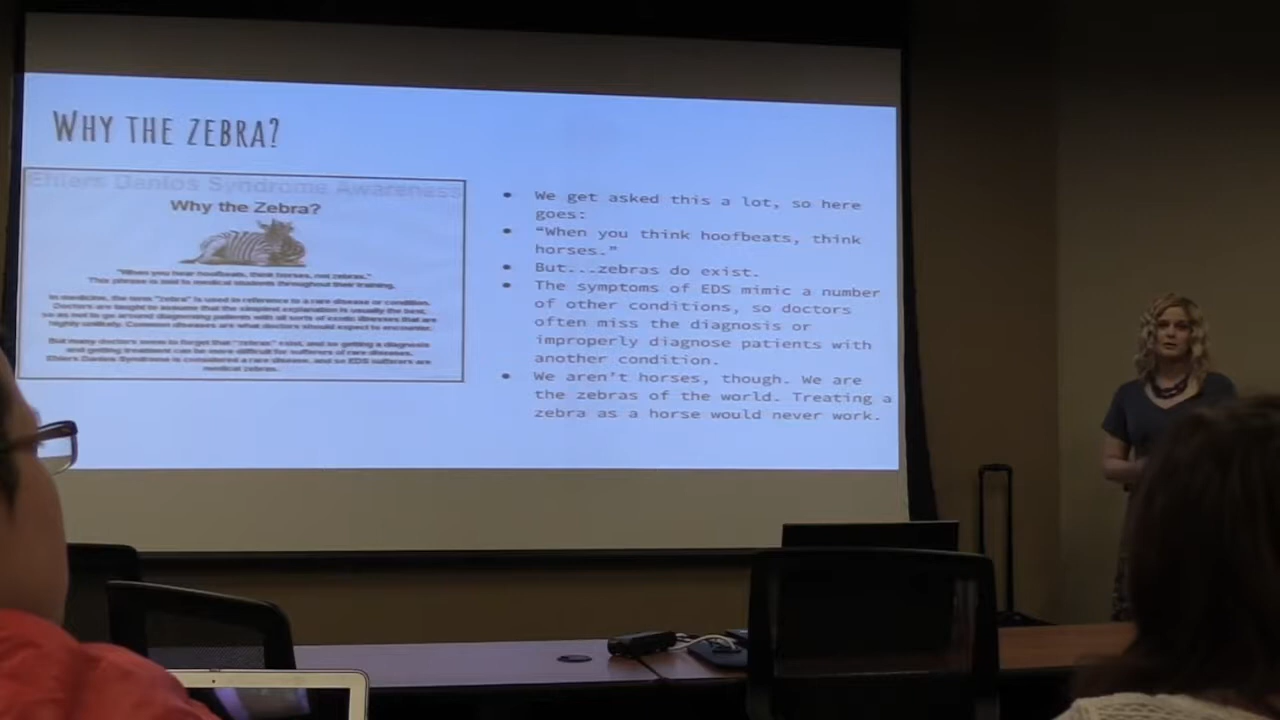 WHY THE ZEBRA?
Ehlers Danlos Syndrome Awareness
Why the Zebra?
"When you hear hoofbeats, think horses, not zebras."
This phrase is told to medical students throughout their training.
In medicine, the term "zebra" is used in reference to a rare disease or condition.
Doctors are taught to assume that the simplest explanation is usually the best,
so as not to go around diagnosing patients with all sorts of exotic illnesses that are
highly unlikely. Common diseases are what doctors should expect to encounter.
But many doctors seem to forget that "zebras" exist, and so getting a diagnosis
and getting treatment can be more difficult for sufferers of rare diseases.
Ehlers Danlos Syndrome is considered a rare disease, and so EDS sufferers are
medical zebras.
• We get asked this a lot, so here
goes:
• “When you think hoofbeats, think
horses.”
• But...zebras do exist.
• The symptoms of EDS mimic a number
of other conditions, so doctors
often miss the diagnosis or
improperly diagnose patients with
another condition.
• We aren’t horses, though. We are
the zebras of the world. Treating a
zebra as a horse would never work.